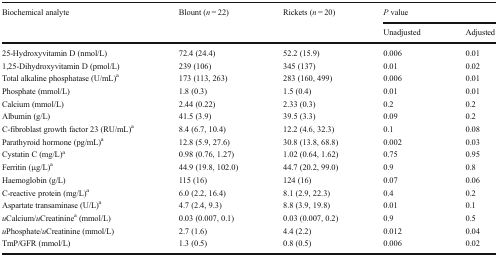 Biochemical analyte Blount (n = 22) Rickets (n = 20) P value
Unadjusted Adjusted
25-Hydroxyvitamin D (nmol/L) 72.4 (24.4) 52.2 (15.9) 0.006 0.01
1,25-Dihydroxyvitamin D (pmol/L) 239 (106) 345 (137) 0.01 0.02
Total alkaline phosphatase (U/mL)a 173 (113, 263) 283 (160, 499) 0.006 0.01
Phosphate (mmol/L) 1.8 (0.3) 1.5 (0.4) 0.01 0.01
Calcium (mmol/L) 2.44 (0.22) 2.33 (0.3) 0.2 0.2
Albumin (g/L) 41.5 (3.9) 39.5 (3.3) 0.09 0.2
C-fibroblast growth factor 23 (RU/mL)a 8.4 (6.7, 10.4) 12.2 (4.6, 32.3) 0.1 0.08
Parathyroid hormone (pg/mL)a 12.8 (5.9, 27.6) 30.8 (13.8, 68.8) 0.002 0.03
Cystatin C (mg/L)a 0.98 (0.76, 1.27) 1.02 (0.64, 1.62) 0.75 0.95
Ferritin (μg/L)a 44.9 (19.8, 102.0) 44.7 (20.2, 99.0) 0.9 0.8
Haemoglobin (g/L) 115 (16) 124 (16) 0.07 0.06
C-reactive protein (mg/L)a 6.0 (2.2, 16.4) 8.1 (2.9, 22.3) 0.4 0.2
Aspartate transaminase (U/L)a 4.7 (2.4, 9.3) 8.8 (3.9, 19.8) 0.01 0.1
uCalcium/uCreatininea (mmol/L) 0.03 (0.007, 0.1) 0.03 (0.007, 0.2) 0.9 0.5
uPhosphate/uCreatinine (mmol/L) 2.7 (1.6) 4.4 (2.2) 0.012 0.04
TmP/GFR (mmol/L) 1.3 (0.5) 0.8 (0.5) 0.006 0.02